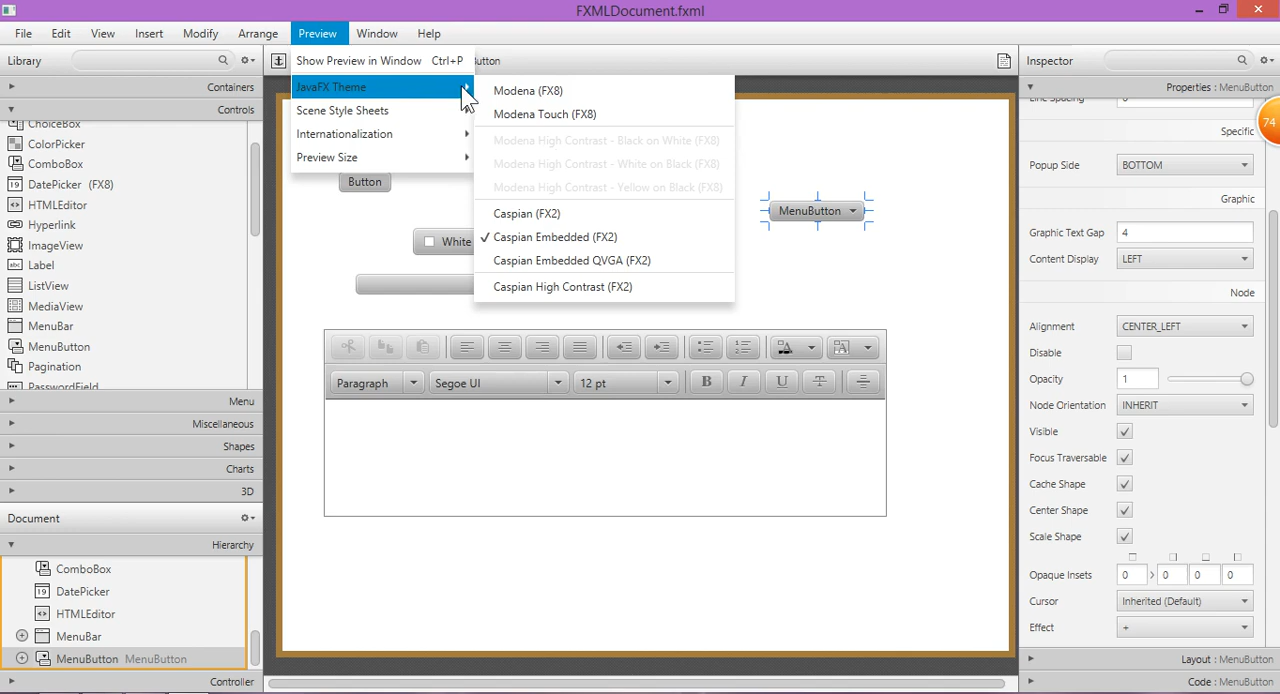 FXMLDocument.fxml
File Edit View Insert Modify Arrange Preview Window Help
Library
Containers
Controls
ChoiceBox
ColorPicker
ComboBox
DatePicker (FX8)
HTMLEditor
Hyperlink
ImageView
Label
ListView
MediaView
MenuBar
MenuButton
Pagination
PasswordField
Menu
Miscellaneous
Shapes
Charts
3D
Document
Hierarchy
ComboBox
DatePicker
HTMLEditor
MenuBar
MenuButton MenuButton
Controller
Show Preview in Window Ctrl+P
JavaFX Theme
Scene Style Sheets
Internationalization
Preview Size
Modena (FX8)
Modena Touch (FX8)
Modena High Contrast - Black on White (FX8)
Modena High Contrast - White on Black (FX8)
Modena High Contrast - Yellow on Black (FX8)
Caspian (FX2)
Caspian Embedded (FX2)
Caspian Embedded QVGA (FX2)
Caspian High Contrast (FX2)
utton
Button
White
MenuButton
Paragraph Segoe UI 12 pt B I U T
Inspector
Properties : MenuButton
Line Spacing 0
Specific
Popup Side BOTTOM
Graphic
Graphic Text Gap 4
Content Display LEFT
Node
Alignment CENTER_LEFT
Disable
Opacity 1
Node Orientation INHERIT
Visible
Focus Traversable
Cache Shape
Center Shape
Scale Shape
Opaque Insets 0 0 0 0
Cursor Inherited (Default)
Effect +
Layout : MenuButton
Code : MenuButton
74